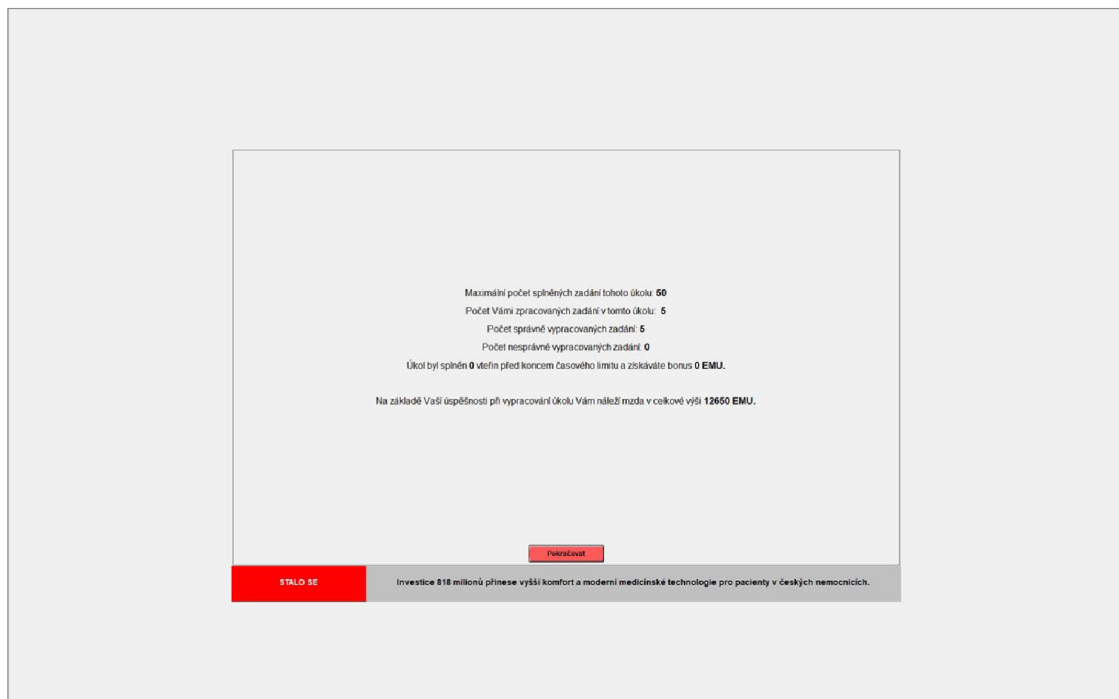 Maximální počet splněných zadání tohoto úkolu: 50
Počet Vámi zpracovaných zadání v tomto úkolu: 5
Počet správně vypracovaných zadání: 5
Počet nesprávně vypracovaných zadání: 0
Úkol byl splněn 0 vteřin před koncem časového limitu a získáváte bonus 0 EMU.
Na základě Vaší úspěšnosti při vypracování úkolu Vám náleží mzda v celkové výši 12650 EMU.
Pokračovat
STALO SE
Investice 818 milionů přinese vyšší komfort a moderní medicínské technologie pro pacienty v českých nemocnicích.